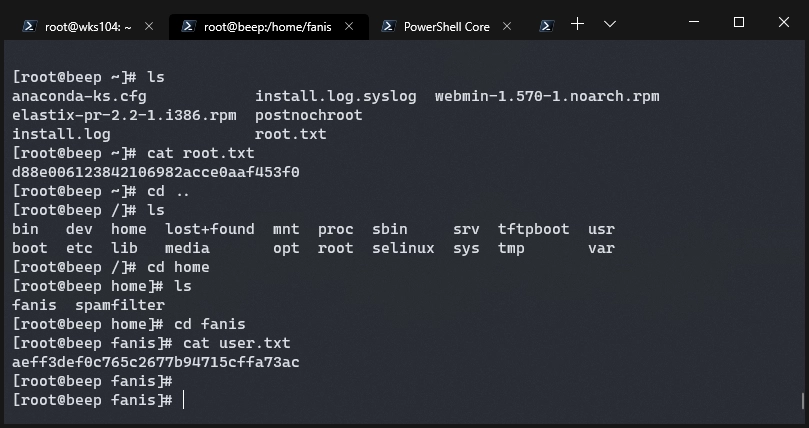 root@wks104: ~
root@beep:/home/fanis
PowerShell Core
[root@beep ~]# ls
anaconda-ks.cfg            install.log.syslog  webmin-1.570-1.noarch.rpm
elastix-pr-2.2-1.i386.rpm  postnochroot
install.log                root.txt
[root@beep ~]# cat root.txt
d88e006123842106982acce0aaf453f0
[root@beep ~]# cd ..
[root@beep /]# ls
bin   dev  home  lost+found  mnt  proc  sbin     srv  tftpboot  usr
boot  etc  lib   media       opt  root  selinux  sys  tmp       var
[root@beep /]# cd home
[root@beep home]# ls
fanis  spamfilter
[root@beep home]# cd fanis
[root@beep fanis]# cat user.txt
aeff3def0c765c2677b94715cffa73ac
[root@beep fanis]#
[root@beep fanis]#